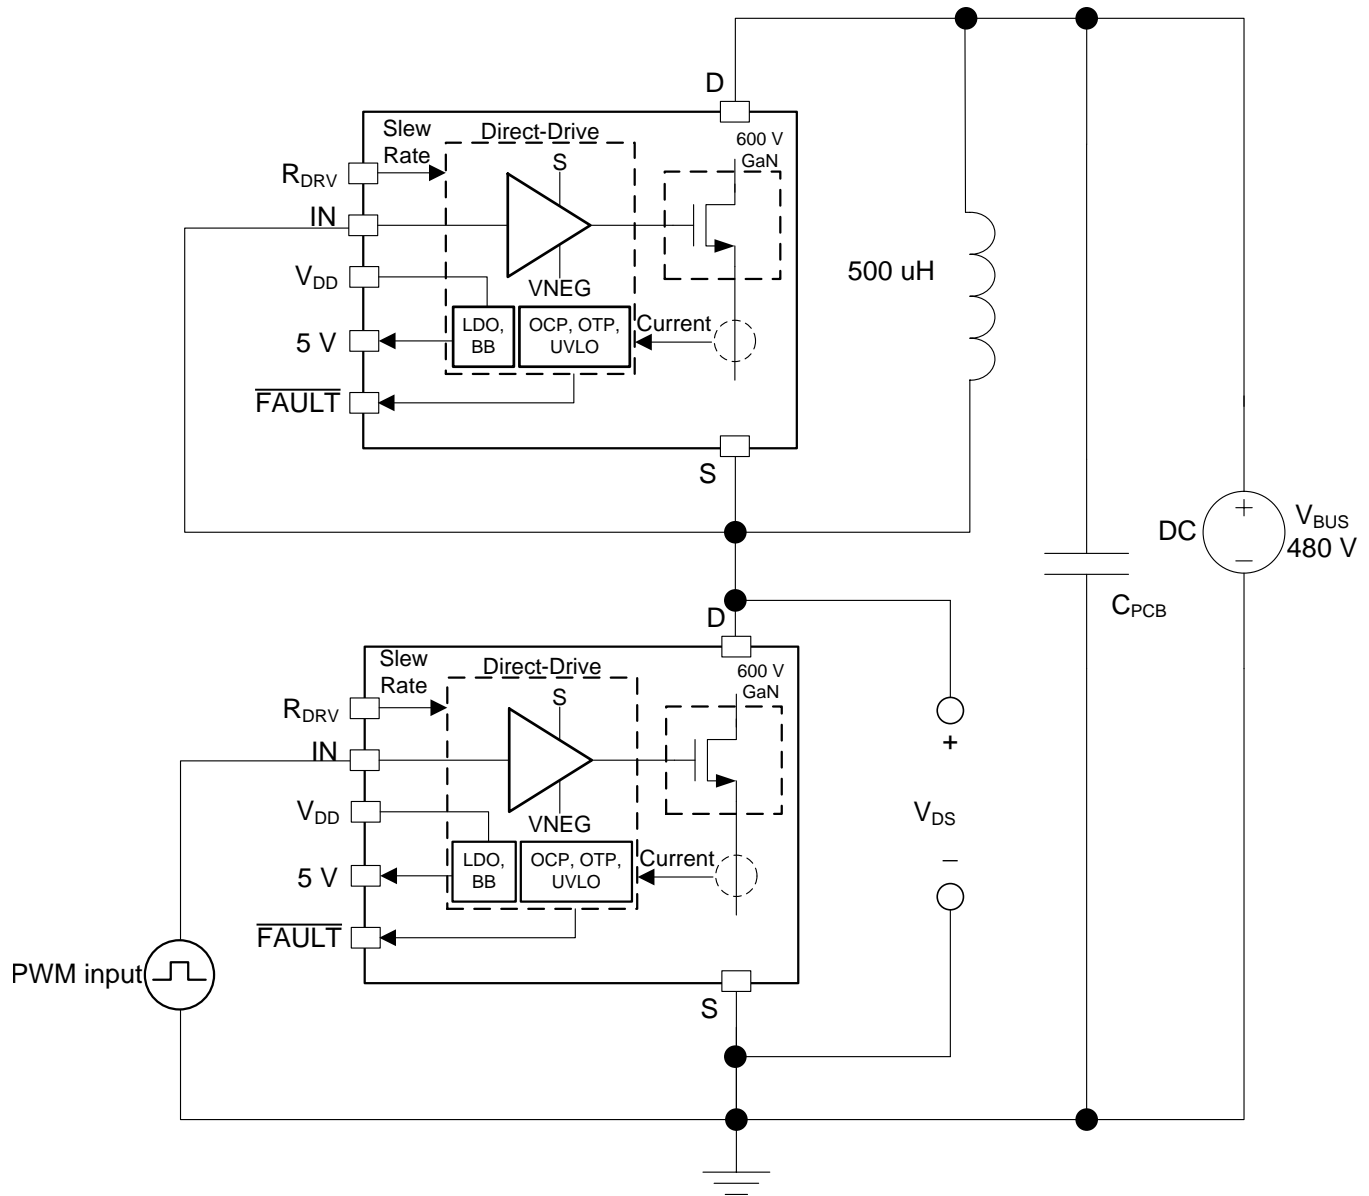 D
Slew
Rate
Direct-Drive
600 V
GaN
S
RDRV
IN
VDD
VNEG
5 V
LDO,
BB
OCP, OTP,
UVLO
Current
FAULT
S
500 uH
DC
+
–
VBUS
480 V
CPCB
D
Slew
Rate
Direct-Drive
600 V
GaN
S
RDRV
IN
VDD
VNEG
5 V
LDO,
BB
OCP, OTP,
UVLO
Current
FAULT
S
+
VDS
–
PWM input